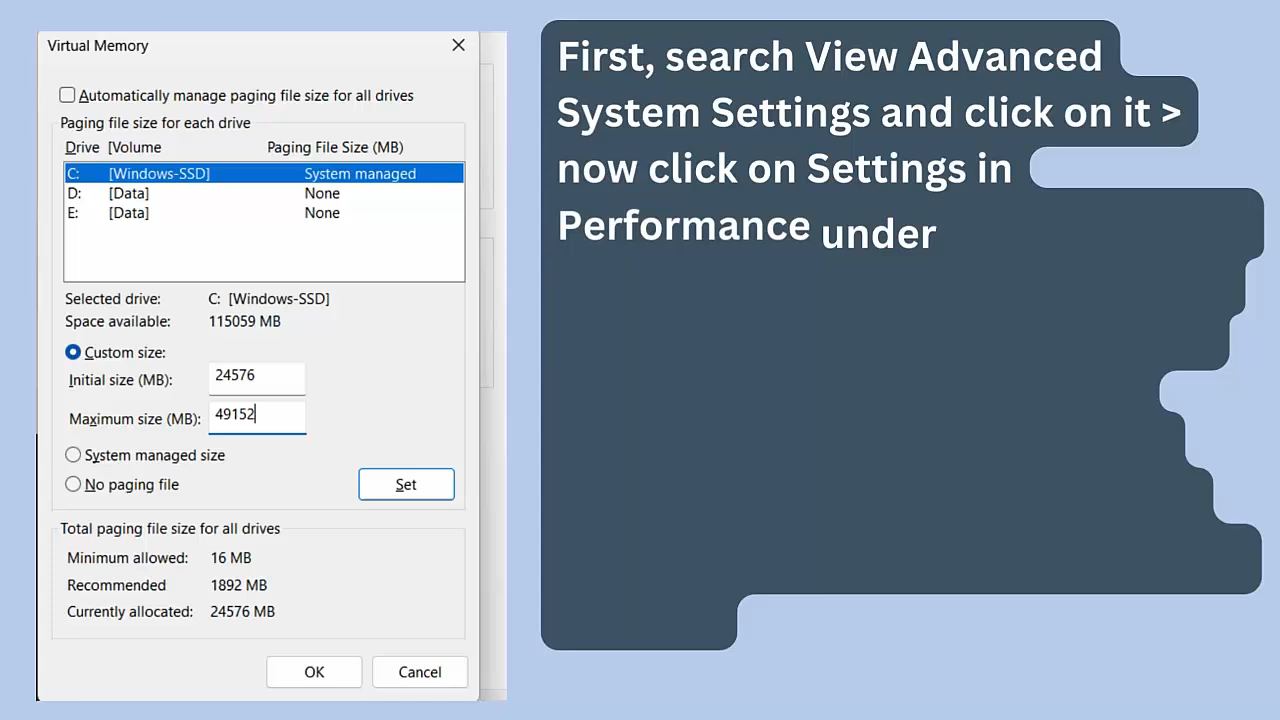 Virtual Memory
Automatically manage paging file size for all drives
Paging file size for each drive
Drive [Volume Paging File Size (MB)
C: [Windows-SSD] System managed
D: [Data] None
E: [Data] None
Selected drive: C: [Windows-SSD]
Space available: 115059 MB
Custom size:
Initial size (MB): 24576
Maximum size (MB): 49152
System managed size
No paging file Set
Total paging file size for all drives
Minimum allowed: 16 MB
Recommended 1892 MB
Currently allocated: 24576 MB
OK Cancel
First, search View Advanced
System Settings and click on it >
now click on Settings in
Performance under